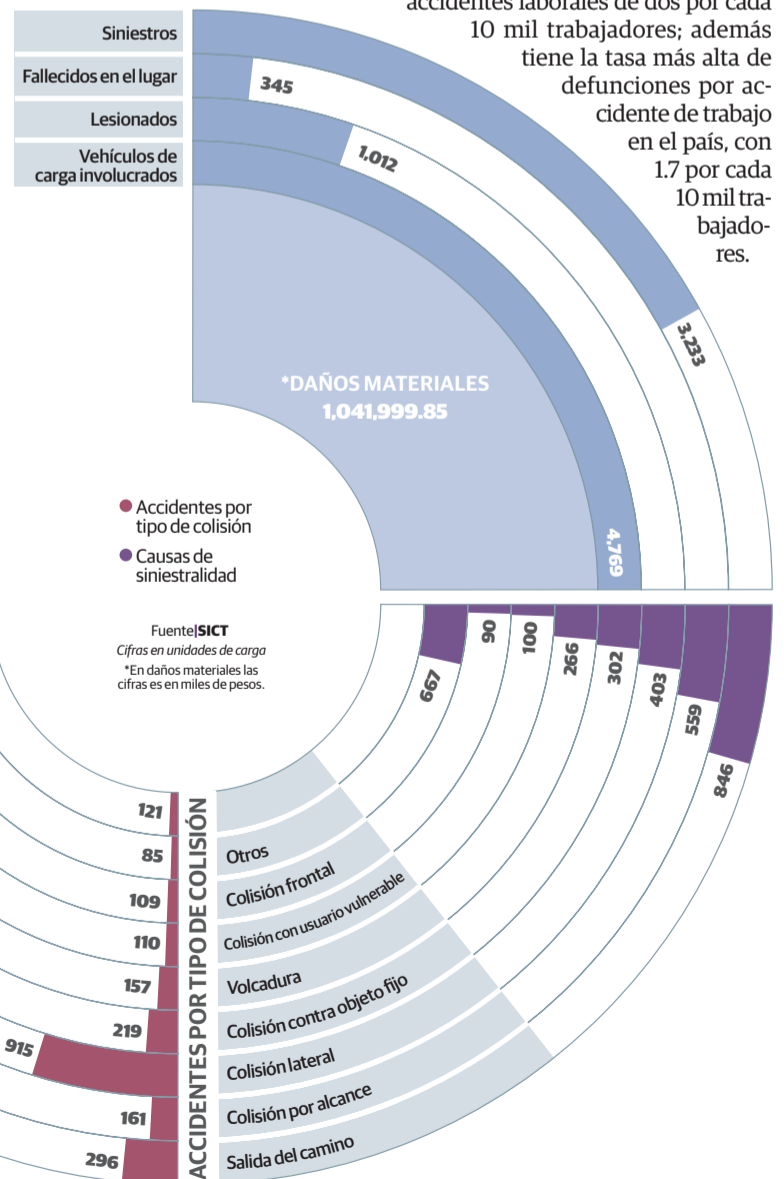 accidentes laborales de dos por cada
10 mil trabajadores; además
tiene la tasa más alta de
defunciones por ac-
cidente de trabajo
en el país, con
1.7 por cada
10 mil tra-
bajado-
res.
Siniestros
Fallecidos en el lugar
345
Lesionados
1,012
Vehículos de
carga involucrados
3,233
*DAÑOS MATERIALES
1,041,999.85
4,769
Accidentes por
tipo de colisión
Causas de
siniestralidad
Fuente|SICT
Cifras en unidades de carga
*En daños materiales las
cifras es en miles de pesos.
667
90
100
266
302
403
559
846
ACCIDENTES POR TIPO DE COLISIÓN
121
85
109
110
157
219
915
161
296
Otros
Colisión frontal
Colisión con usuario vulnerable
Volcadura
Colisión contra objeto fijo
Colisión lateral
Colisión por alcance
Salida del camino